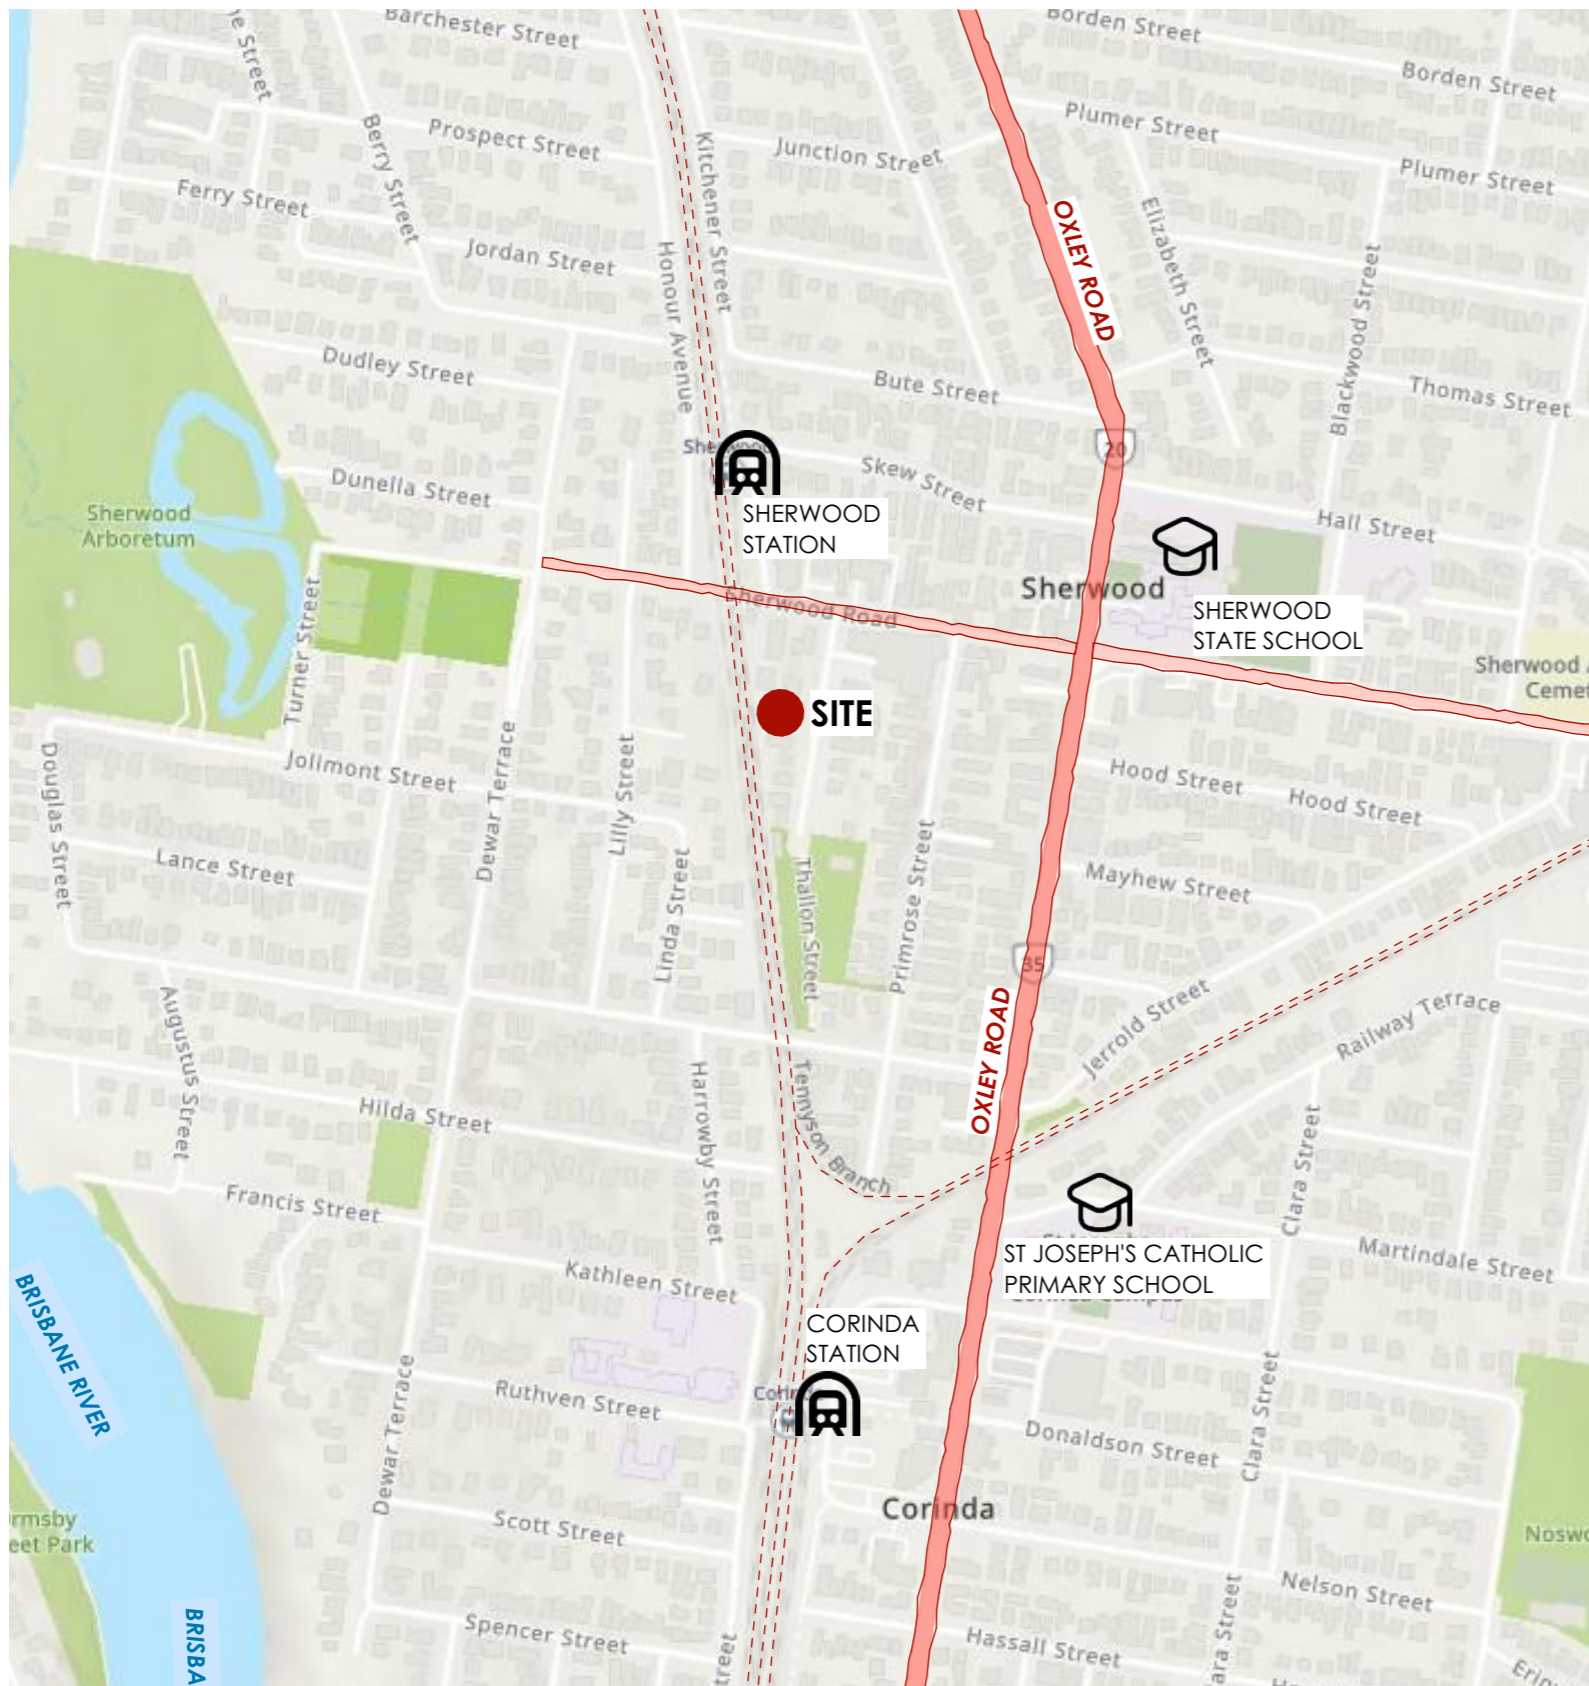 Barchester Street
Borden Street
Borden Street
Berry Street
Prospect Street
Kitchener Street
Junction Street
Plumer Street
Plumer Street
Ferry Street
Jordan Street
Honour Avenue
OXLEY ROAD
Elizabeth Street
Blackwood Street
Dudley Street
Bute Street
Thomas Street
20
Skew Street
Dunella Street
Sherwood
Arboretum
SHERWOOD
STATION
Hall Street
Sherwood
Sherwood Road
SHERWOOD
STATE SCHOOL
Turner Street
Sherwood
SITE
Jolimont Street
Douglas Street
Dewar Terrace
Lilly Street
Hood Street
Hood Street
Lance Street
Linda Street
Thallon Street
Primrose Street
Mayhew Street
35
Augustus Street
OXLEY ROAD
Jerrold Street
Railway Terrace
Harrowby Street
Tennyson Branch
Hilda Street
Clara Street
Francis Street
ST JOSEPH'S CATHOLIC
PRIMARY SCHOOL
Martindale Street
Kathleen Street
BRISBANE RIVER
CORINDA
STATION
Dewar Terrace
Ruthven Street
Clara Street
Donaldson Street
Corinda
Scott Street
Nelson Street
Spencer Street
Hassall Street
BRISBA